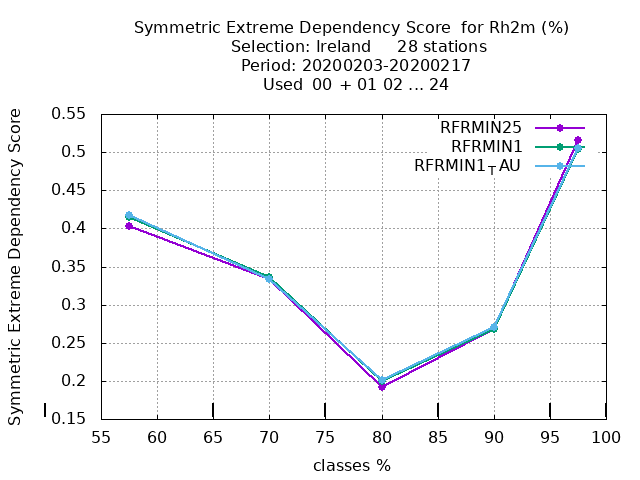 Symmetric Extreme Dependency Score for Rh2m (%)
Selection: Ireland 28 stations
Period: 20200203-20200217
Used 00 + 01 02 ... 24
Symmetric Extreme Dependency Score
0.55
0.5
0.45
0.4
0.35
0.3
0.25
0.2
0.15
RFRMIN25
RFRMIN1
RFRMIN1TAU
55 60 65 70 75 80 85 90 95 100
classes %